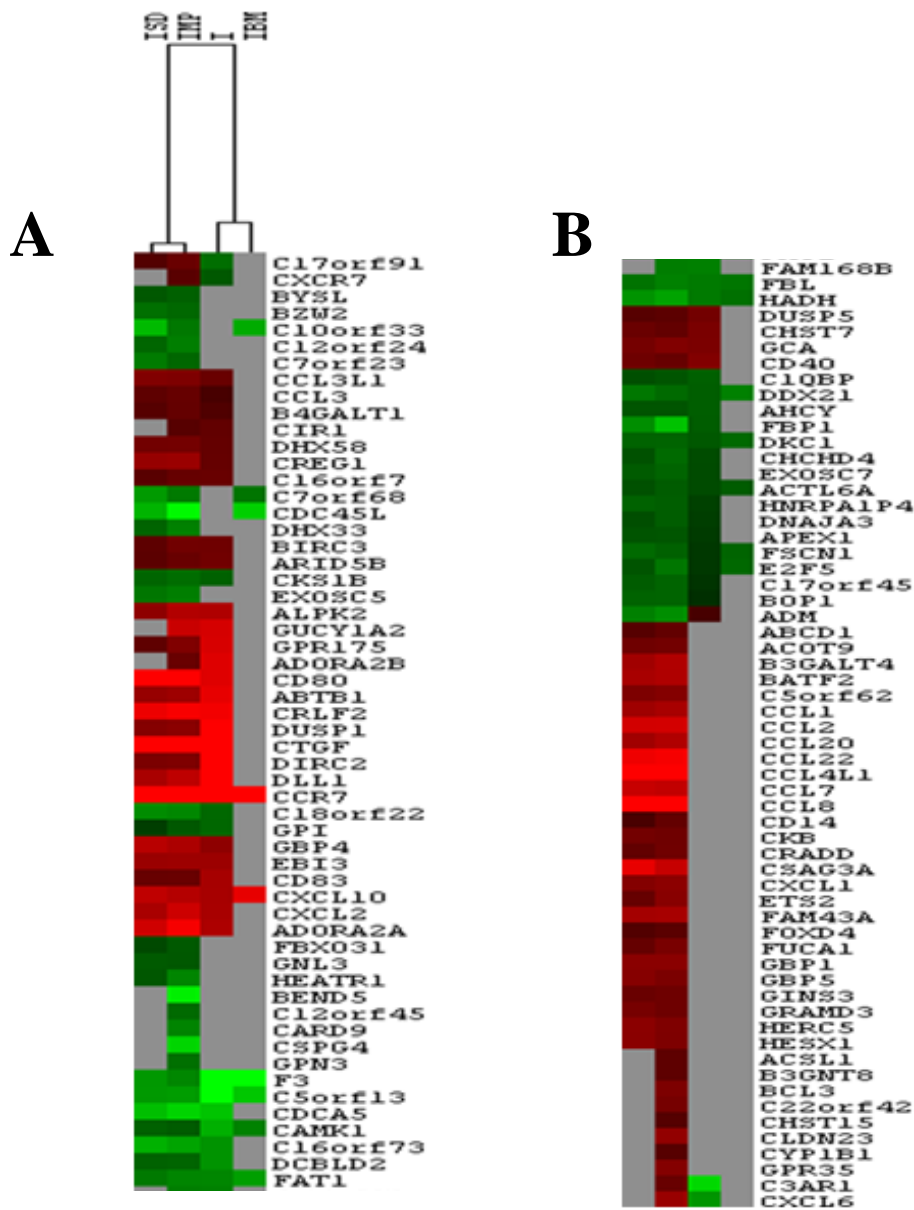 ISD IMP I IBM
A
C17orf91
CXCR7
BYSL
BZW2
C10orf33
C12orf24
C7orf23
CCL3L1
CCL3
B4GALT1
CIR1
DHX58
CREG1
C16orf7
C7orf68
CDC45L
DHX33
BIRC3
ARID5B
CKS1B
EXOSC5
ALPK2
GUCY1A2
GPR175
ADORA2B
CD80
ABTB1
CRLF2
DUSP1
CTGF
DIRC2
DLL1
CCR7
C18orf22
GPI
GBP4
EBI3
CD83
CXCL10
CXCL2
ADORA2A
FBXO31
GNL3
HEATR1
BEND5
C12orf45
CARD9
CSPG4
GPN3
F3
C5orf13
CDCA5
CAMK1
C16orf73
DCBLD2
FAT1
B
FAM168B
FBL
HADH
DUSP5
CHST7
GCA
CD40
C1QBP
DDX21
AHCY
FBP1
DKC1
CHCHD4
EXOSC7
ACTL6A
HNRPA1P4
DNAJA3
APEX1
FSCN1
E2F5
C17orf45
BOP1
ADM
ABCD1
ACOT9
B3GALT4
BATF2
C5orf62
CCL1
CCL2
CCL20
CCL22
CCL4L1
CCL7
CCL8
CD14
CKB
CRADD
CSAG3A
CXCL1
ETS2
FAM43A
FOXD4
FUCA1
GBP1
GBP5
GINS3
GRAMD3
HERC5
HESX1
ACSL1
B3GNT8
BCL3
C22orf42
CHST15
CLDN23
CYP1B1
GPR35
C3AR1
CXCL6